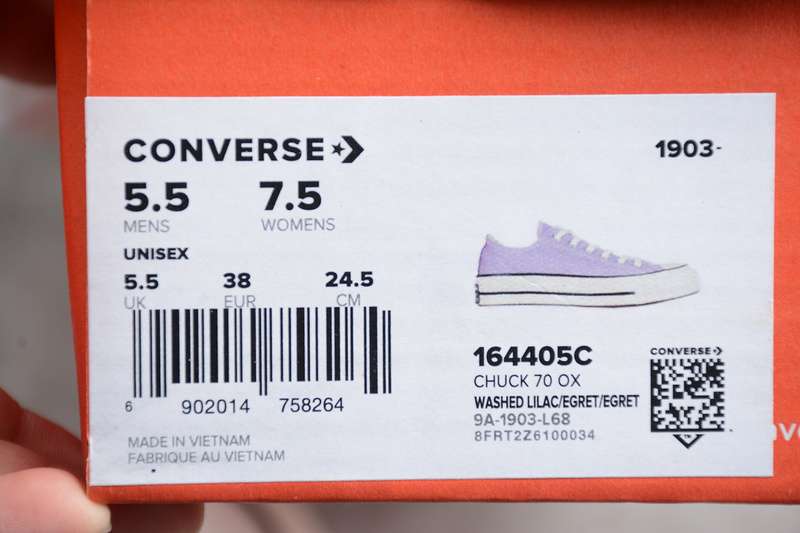 CONVERSE
1903-
5.5 7.5
MENS WOMENS
UNISEX
5.5 38 24.5
UK EUR CM
6 902014 758264
MADE IN VIETNAM
FABRIQUE AU VIETNAM
164405C
CHUCK 70 OX
WASHED LILAC/EGRET/EGRET
9A-1903-L68
8FRT2Z6100034
CONVERSE